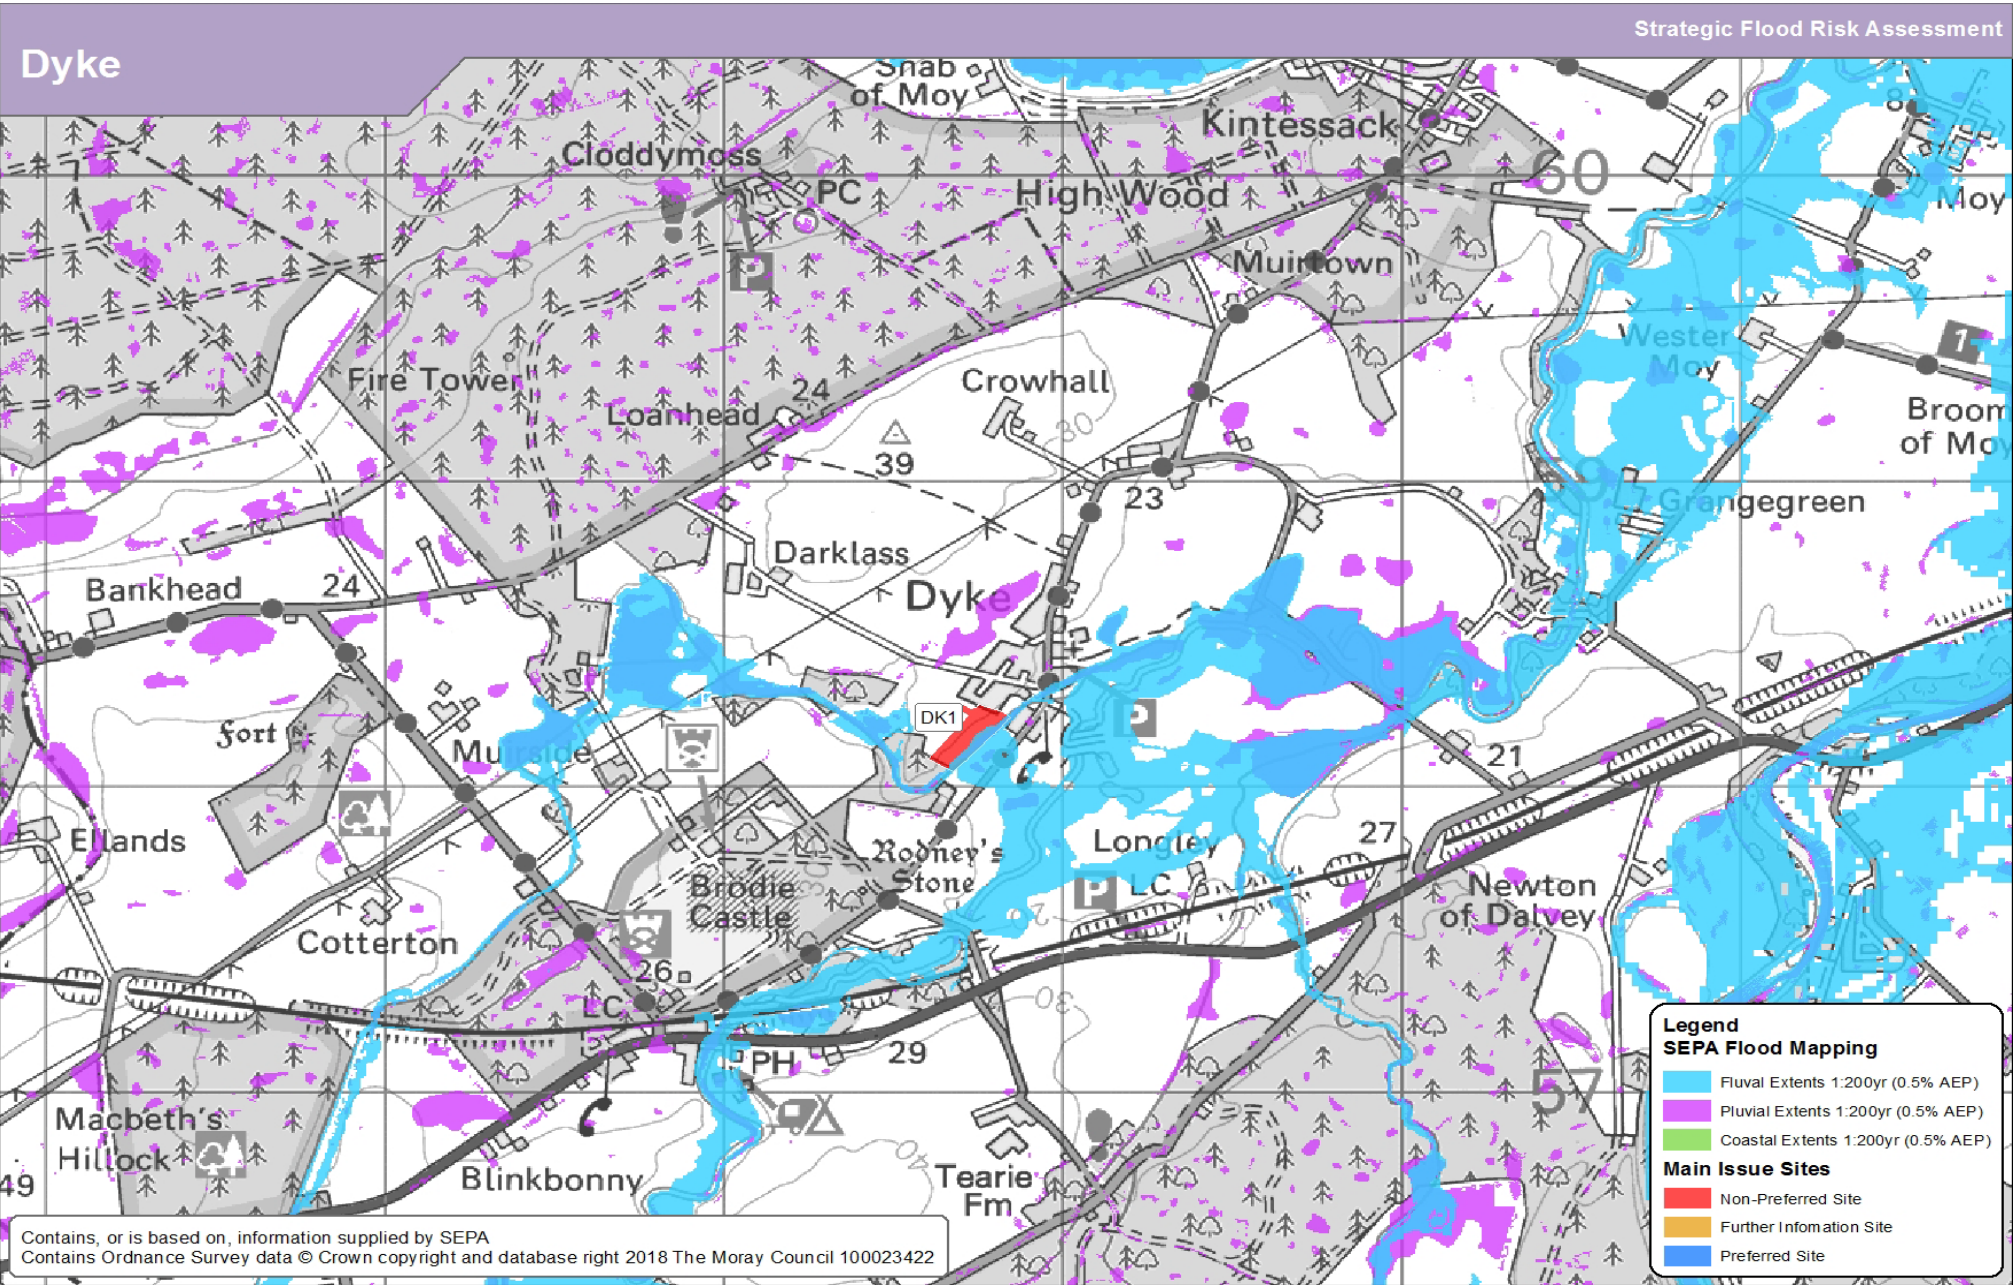 Strategic Flood Risk Assessment
Dyke
Snab
of Moy
Kintessack
8
Cloddymoss
PC
High Wood
60
Moy
P
Muirtown
Wester
Moy
1
Fire Tower
Loanhead
24
Crowhall
30
39
Broom
of Moy
23
Grangegreen
Darklass
Bankhead
24
Dyke
Fort
DK1
P
Muirside
21
Ellands
Rodney's
Stone
Longley
27
Brodie
Castle
P
LC
Newton
of Dalvey
Cotterton
26
LC
30
29
PH
57
Macbeth's
Hillock
49
Blinkbonny
Tearie
Fm
Legend
SEPA Flood Mapping
Fluval Extents 1:200yr (0.5% AEP)
Pluvial Extents 1:200yr (0.5% AEP)
Coastal Extents 1:200yr (0.5% AEP)
Main Issue Sites
Non-Preferred Site
Further Infomation Site
Preferred Site
Contains, or is based on, information supplied by SEPA
Contains Ordnance Survey data © Crown copyright and database right 2018 The Moray Council 100023422